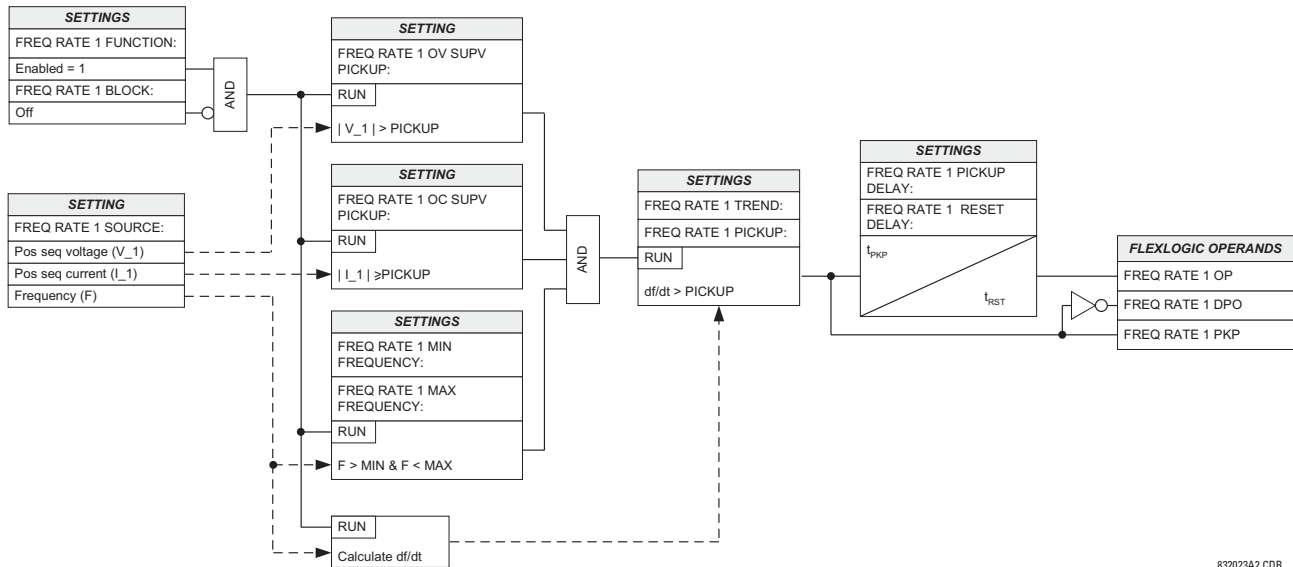 SETTINGS
FREQ RATE 1 FUNCTION:
Enabled = 1
FREQ RATE 1 BLOCK:
Off
AND
SETTING
FREQ RATE 1 SOURCE:
Pos seq voltage (V_1)
Pos seq current (I_1)
Frequency (F)
SETTING
FREQ RATE 1 OV SUPV
PICKUP:
RUN
| V_1 | > PICKUP
SETTING
FREQ RATE 1 OC SUPV
PICKUP:
RUN
| I_1 | >PICKUP
SETTINGS
FREQ RATE 1 MIN
FREQUENCY:
FREQ RATE 1 MAX
FREQUENCY:
RUN
F > MIN & F < MAX
RUN
Calculate df/dt
AND
SETTINGS
FREQ RATE 1 TREND:
FREQ RATE 1 PICKUP:
RUN
df/dt > PICKUP
SETTINGS
FREQ RATE 1 PICKUP
DELAY:
FREQ RATE 1 RESET
DELAY:
tPKP
tRST
FLEXLOGIC OPERANDS
FREQ RATE 1 OP
FREQ RATE 1 DPO
FREQ RATE 1 PKP
832023A2.CDR